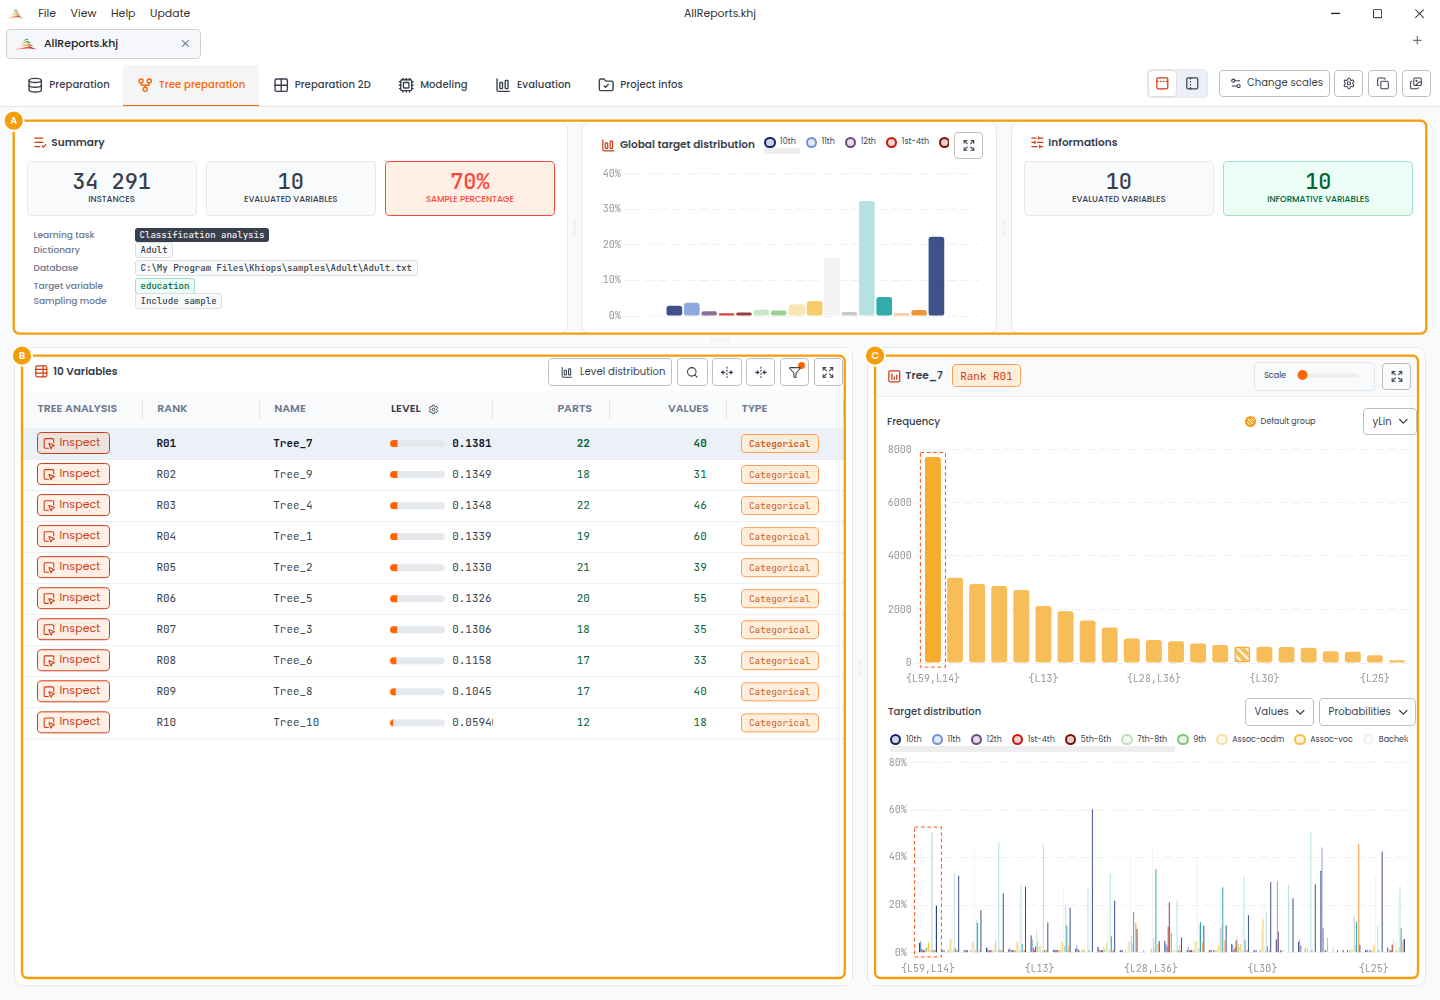 File View Help Update AllReports.khj
AllReports.khj
Preparation Tree preparation Preparation 2D Modeling Evaluation Project infos Change scales
A
Summary
34 291
INSTANCES
10
EVALUATED VARIABLES
70%
SAMPLE PERCENTAGE
Learning task Classification analysis
Dictionary Adult
Database C:\My Program Files\Khiops\samples\Adult\Adult.txt
Target variable education
Sampling mode Include sample
Global target distribution 10th 11th 12th 1st-4th
40%
30%
20%
10%
0%
Informations
10
EVALUATED VARIABLES
10
INFORMATIVE VARIABLES
B
10 Variables Level distribution
TREE ANALYSIS RANK NAME LEVEL PARTS VALUES TYPE
Inspect R01 Tree_7 0.1381 22 40 Categorical
Inspect R02 Tree_9 0.1349 18 31 Categorical
Inspect R03 Tree_4 0.1348 22 46 Categorical
Inspect R04 Tree_1 0.1339 19 60 Categorical
Inspect R05 Tree_2 0.1330 21 39 Categorical
Inspect R06 Tree_5 0.1326 20 55 Categorical
Inspect R07 Tree_3 0.1306 18 35 Categorical
Inspect R08 Tree_6 0.1158 17 33 Categorical
Inspect R09 Tree_8 0.1045 17 40 Categorical
Inspect R10 Tree_10 0.0594 12 18 Categorical
C
Tree_7 Rank R01 Scale
Frequency Default group yLin
8000
6000
4000
2000
0
{L59,L14} {L13} {L28,L36} {L30} {L25}
Target distribution Values Probabilities
10th 11th 12th 1st-4th 5th-6th 7th-8th 9th Assoc-acdm Assoc-voc Bachelo
80%
60%
40%
20%
0%
{L59,L14} {L13} {L28,L36} {L30} {L25}